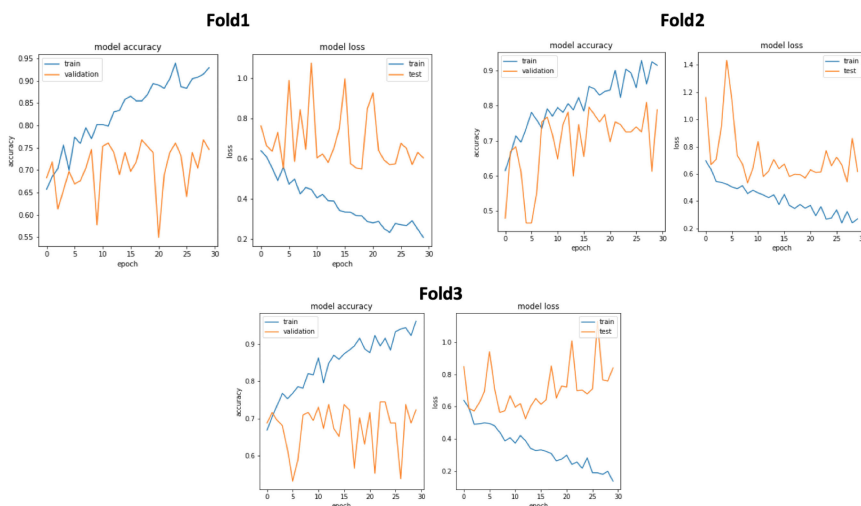 Fold1
model accuracy
train
validation
0.95
0.90
0.85
0.80
0.75
0.70
0.65
0.60
0.55
accuracy
0 5 10 15 20 25 30
epoch
model loss
train
test
1.0
0.8
0.6
0.4
0.2
loss
0 5 10 15 20 25 30
epoch
Fold2
model accuracy
train
validation
0.9
0.8
0.7
0.6
0.5
accuracy
0 5 10 15 20 25 30
epoch
model loss
train
test
1.4
1.2
1.0
0.8
0.6
0.4
0.2
loss
0 5 10 15 20 25 30
epoch
Fold3
model accuracy
train
validation
0.9
0.8
0.7
0.6
accuracy
0 5 10 15 20 25 30
epoch
model loss
train
test
1.0
0.8
0.6
0.4
0.2
loss
0 5 10 15 20 25 30
epoch